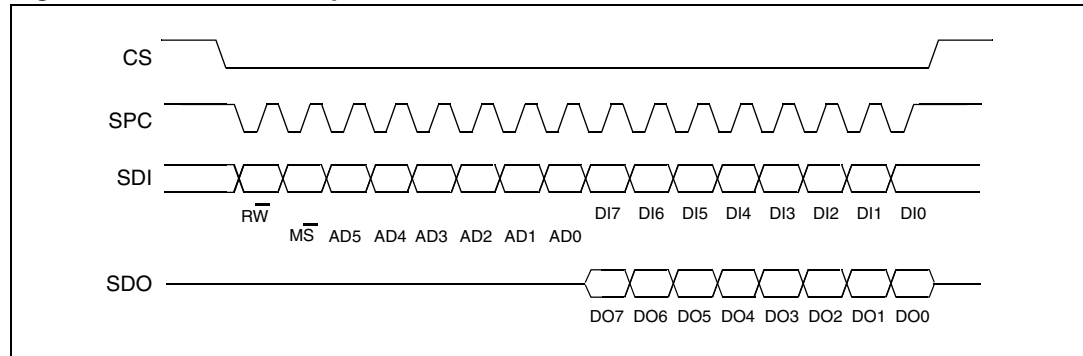 CS
SPC
SDI
RW̅ DI7 DI6 DI5 DI4 DI3 DI2 DI1 DI0
MS̅ AD5 AD4 AD3 AD2 AD1 AD0
SDO
DO7 DO6 DO5 DO4 DO3 DO2 DO1 DO0